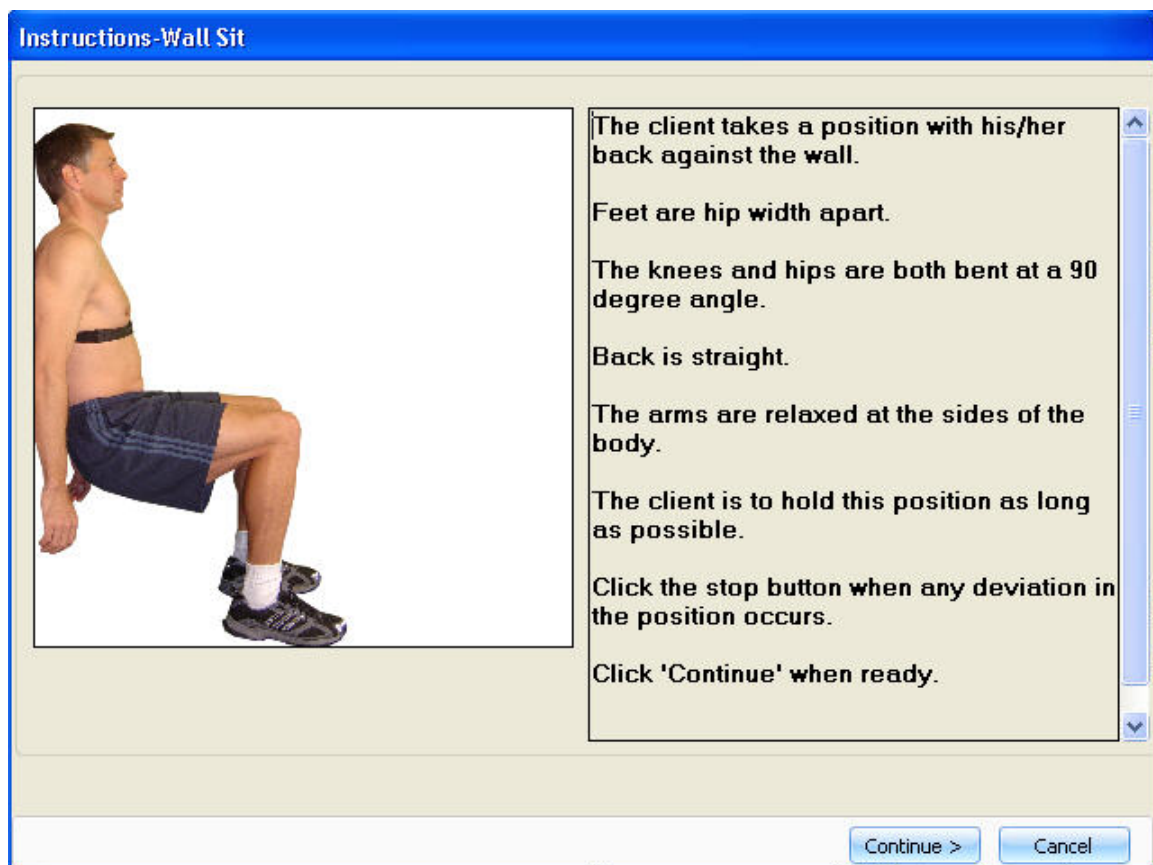 Instructions-Wall Sit
The client takes a position with his/her
back against the wall.
Feet are hip width apart.
The knees and hips are both bent at a 90
degree angle.
Back is straight.
The arms are relaxed at the sides of the
body.
The client is to hold this position as long
as possible.
Click the stop button when any deviation in
the position occurs.
Click 'Continue' when ready.
Continue >
Cancel